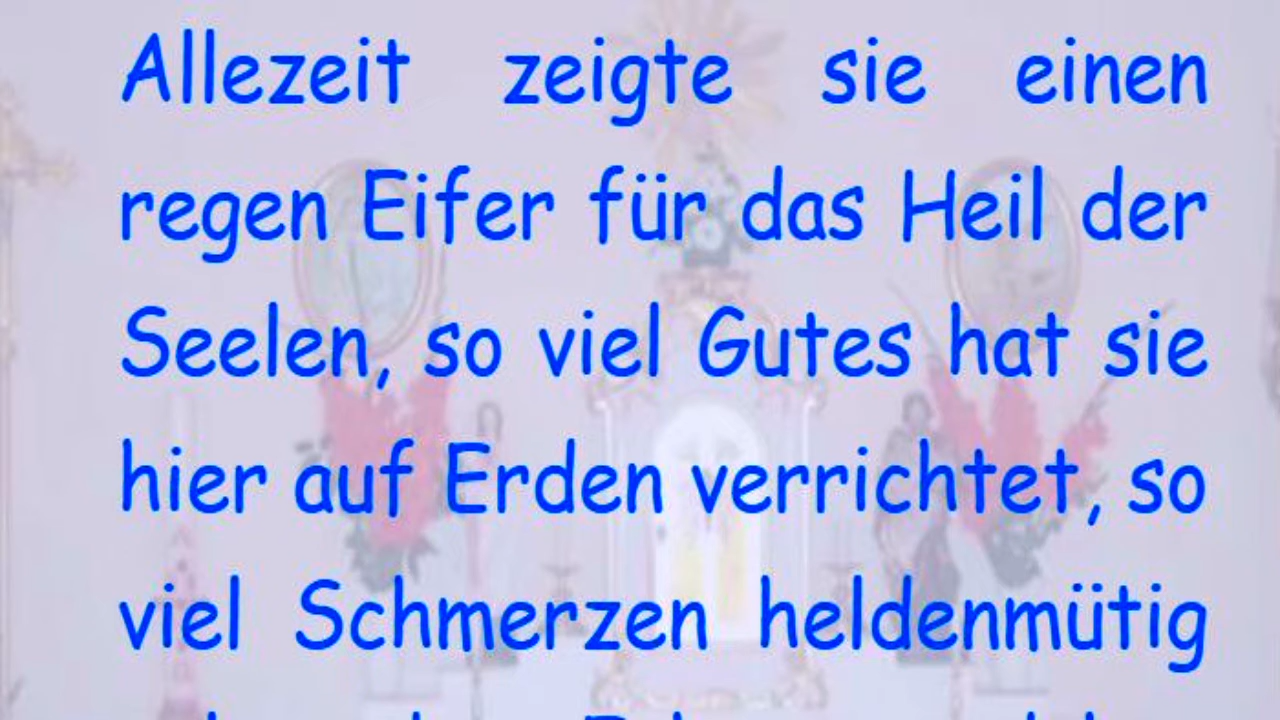 Allezeit zeigte sie einen
regen Eifer für das Heil der
Seelen, so viel Gutes hat sie
hier auf Erden verrichtet, so
viel Schmerzen heldenmütig